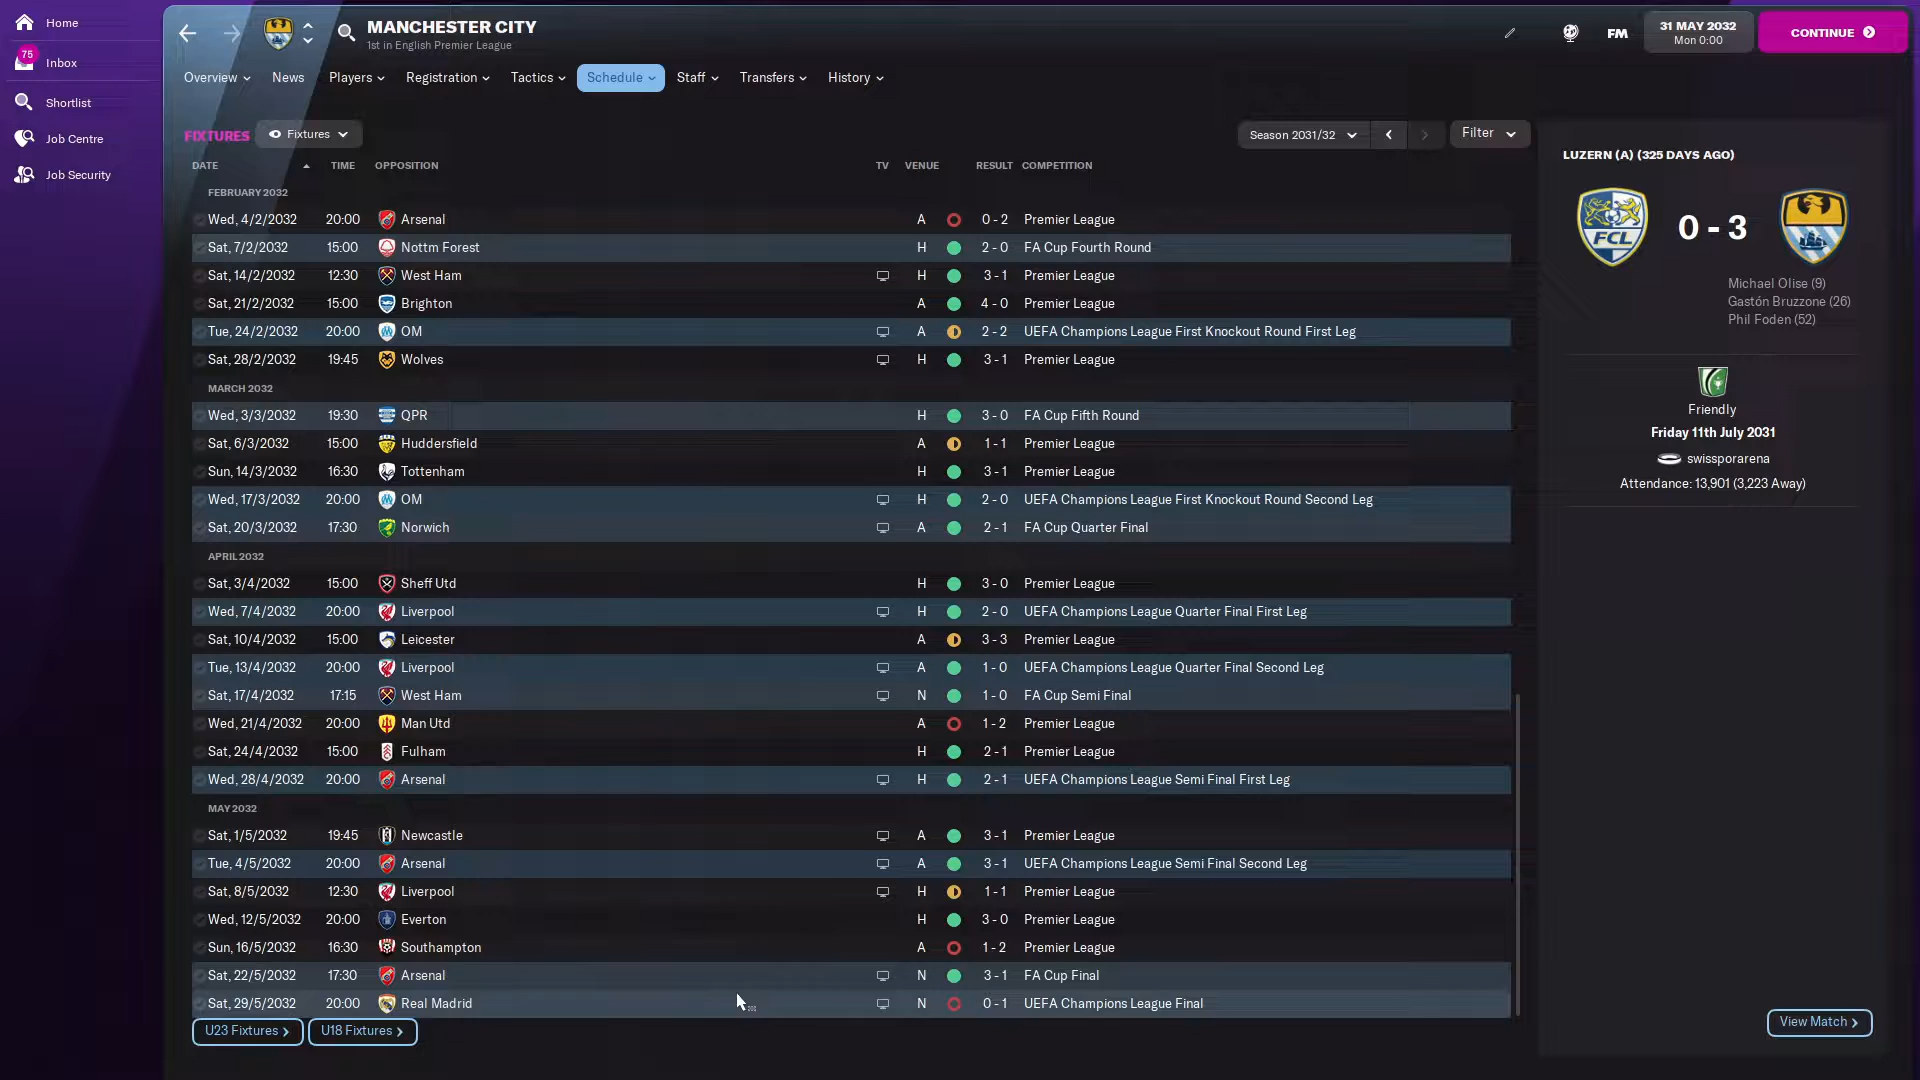 Home
75
Inbox
Shortlist
Job Centre
Job Security
MANCHESTER CITY
1st in English Premier League
FM
31 MAY 2032
Mon 0:00
CONTINUE
Overview News Players Registration Tactics Schedule Staff Transfers History
FIXTURES Fixtures Season 2031/32 Filter
DATE TIME OPPOSITION TV VENUE RESULT COMPETITION
FEBRUARY 2032
Wed, 4/2/2032 20:00 Arsenal A 0 - 2 Premier League
Sat, 7/2/2032 15:00 Nottm Forest H 2 - 0 FA Cup Fourth Round
Sat, 14/2/2032 12:30 West Ham H 3 - 1 Premier League
Sat, 21/2/2032 15:00 Brighton A 4 - 0 Premier League
Tue, 24/2/2032 20:00 OM A 2 - 2 UEFA Champions League First Knockout Round First Leg
Sat, 28/2/2032 19:45 Wolves H 3 - 1 Premier League
MARCH 2032
Wed, 3/3/2032 19:30 QPR H 3 - 0 FA Cup Fifth Round
Sat, 6/3/2032 15:00 Huddersfield A 1 - 1 Premier League
Sun, 14/3/2032 16:30 Tottenham H 3 - 1 Premier League
Wed, 17/3/2032 20:00 OM H 2 - 0 UEFA Champions League First Knockout Round Second Leg
Sat, 20/3/2032 17:30 Norwich A 2 - 1 FA Cup Quarter Final
APRIL 2032
Sat, 3/4/2032 15:00 Sheff Utd H 3 - 0 Premier League
Wed, 7/4/2032 20:00 Liverpool H 2 - 0 UEFA Champions League Quarter Final First Leg
Sat, 10/4/2032 15:00 Leicester A 3 - 3 Premier League
Tue, 13/4/2032 20:00 Liverpool A 1 - 0 UEFA Champions League Quarter Final Second Leg
Sat, 17/4/2032 17:15 West Ham N 1 - 0 FA Cup Semi Final
Wed, 21/4/2032 20:00 Man Utd A 1 - 2 Premier League
Sat, 24/4/2032 15:00 Fulham H 2 - 1 Premier League
Wed, 28/4/2032 20:00 Arsenal H 2 - 1 UEFA Champions League Semi Final First Leg
MAY 2032
Sat, 1/5/2032 19:45 Newcastle A 3 - 1 Premier League
Tue, 4/5/2032 20:00 Arsenal A 3 - 1 UEFA Champions League Semi Final Second Leg
Sat, 8/5/2032 12:30 Liverpool H 1 - 1 Premier League
Wed, 12/5/2032 20:00 Everton H 3 - 0 Premier League
Sun, 16/5/2032 16:30 Southampton A 1 - 2 Premier League
Sat, 22/5/2032 17:30 Arsenal N 3 - 1 FA Cup Final
Sat, 29/5/2032 20:00 Real Madrid N 0 - 1 UEFA Champions League Final
U23 Fixtures U18 Fixtures
LUZERN (A) (325 DAYS AGO)
FCL
0 - 3
Michael Olise (9)
Gastón Bruzzone (26)
Phil Foden (52)
Friendly
Friday 11th July 2031
swissporarena
Attendance: 13,901 (3,223 Away)
View Match